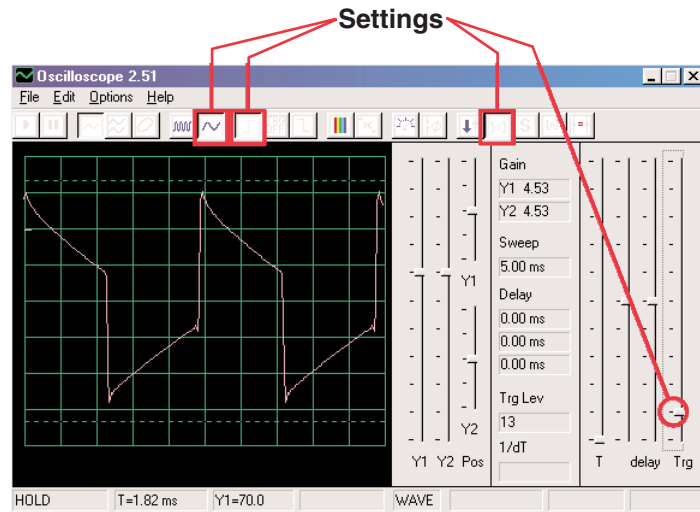 Settings
Oscilloscope 2.51
File Edit Options Help
Gain
Y1 4.53
Y2 4.53
Sweep
5.00 ms
Delay
0.00 ms
0.00 ms
0.00 ms
Trg Lev
13
1/dT
Y1
Y2
Y1 Y2 Pos
T delay Trg
HOLD T=1.82 ms Y1=70.0 WAVE